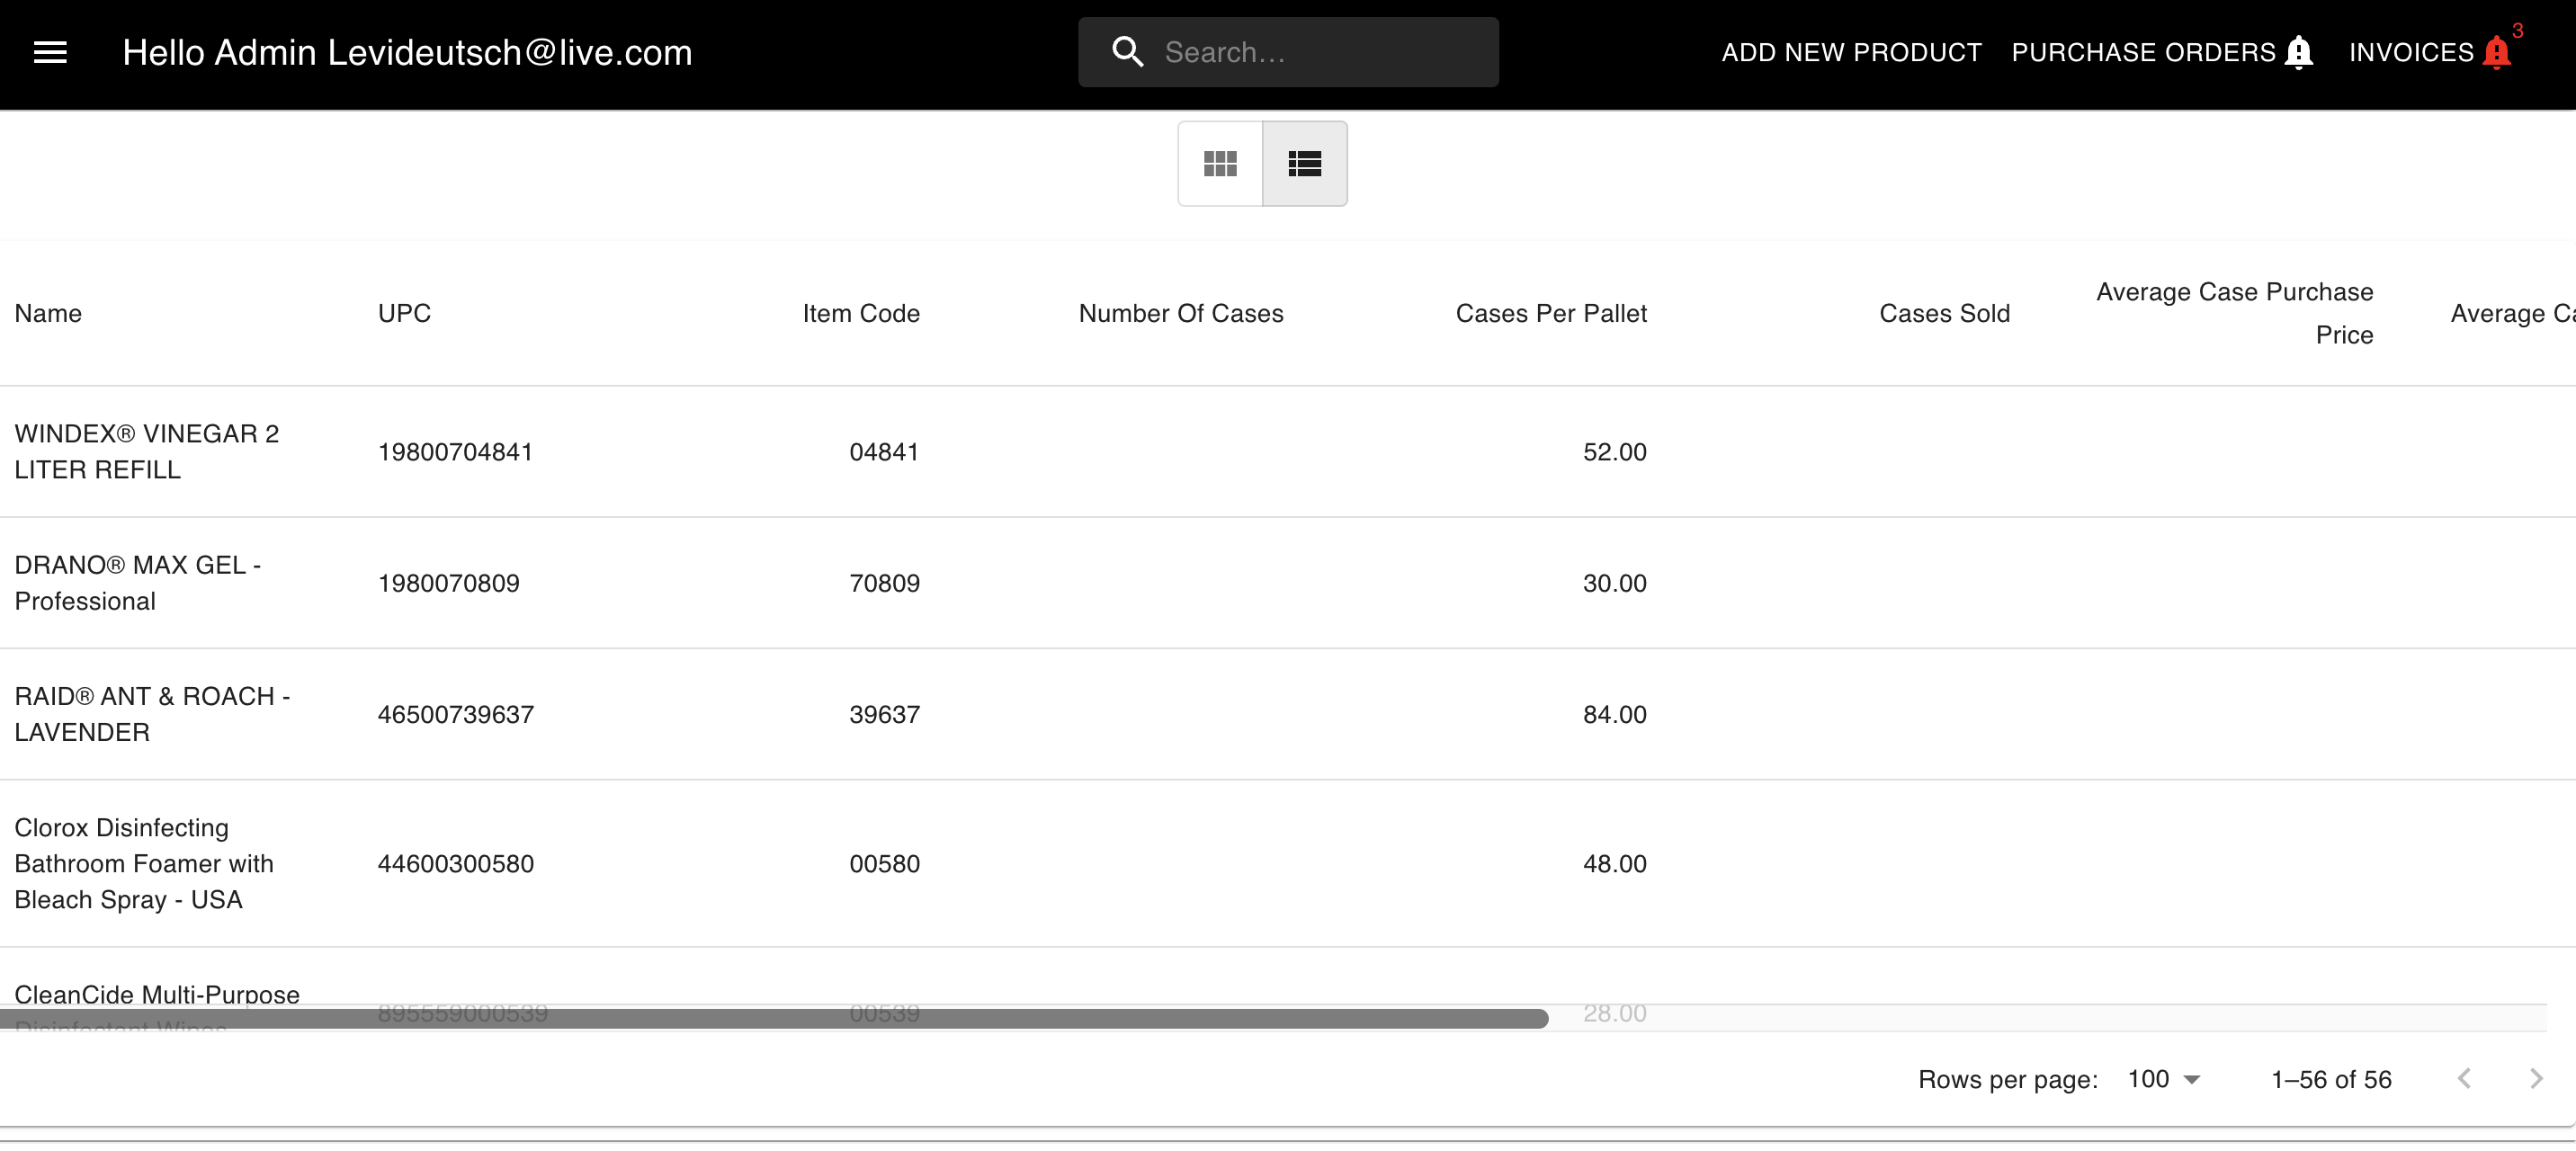 Hello Admin Levideutsch@live.com
Search…
ADD NEW PRODUCT
PURCHASE ORDERS
INVOICES
3
Name
UPC
Item Code
Number Of Cases
Cases Per Pallet
Cases Sold
Average Case Purchase
Price
Average Ca
WINDEX® VINEGAR 2
LITER REFILL
19800704841
04841
52.00
DRANO® MAX GEL -
Professional
1980070809
70809
30.00
RAID® ANT & ROACH -
LAVENDER
46500739637
39637
84.00
Clorox Disinfecting
Bathroom Foamer with
Bleach Spray - USA
44600300580
00580
48.00
CleanCide Multi-Purpose
Disinfectant Wipes
895559000539
00539
28.00
Rows per page:
100
1–56 of 56